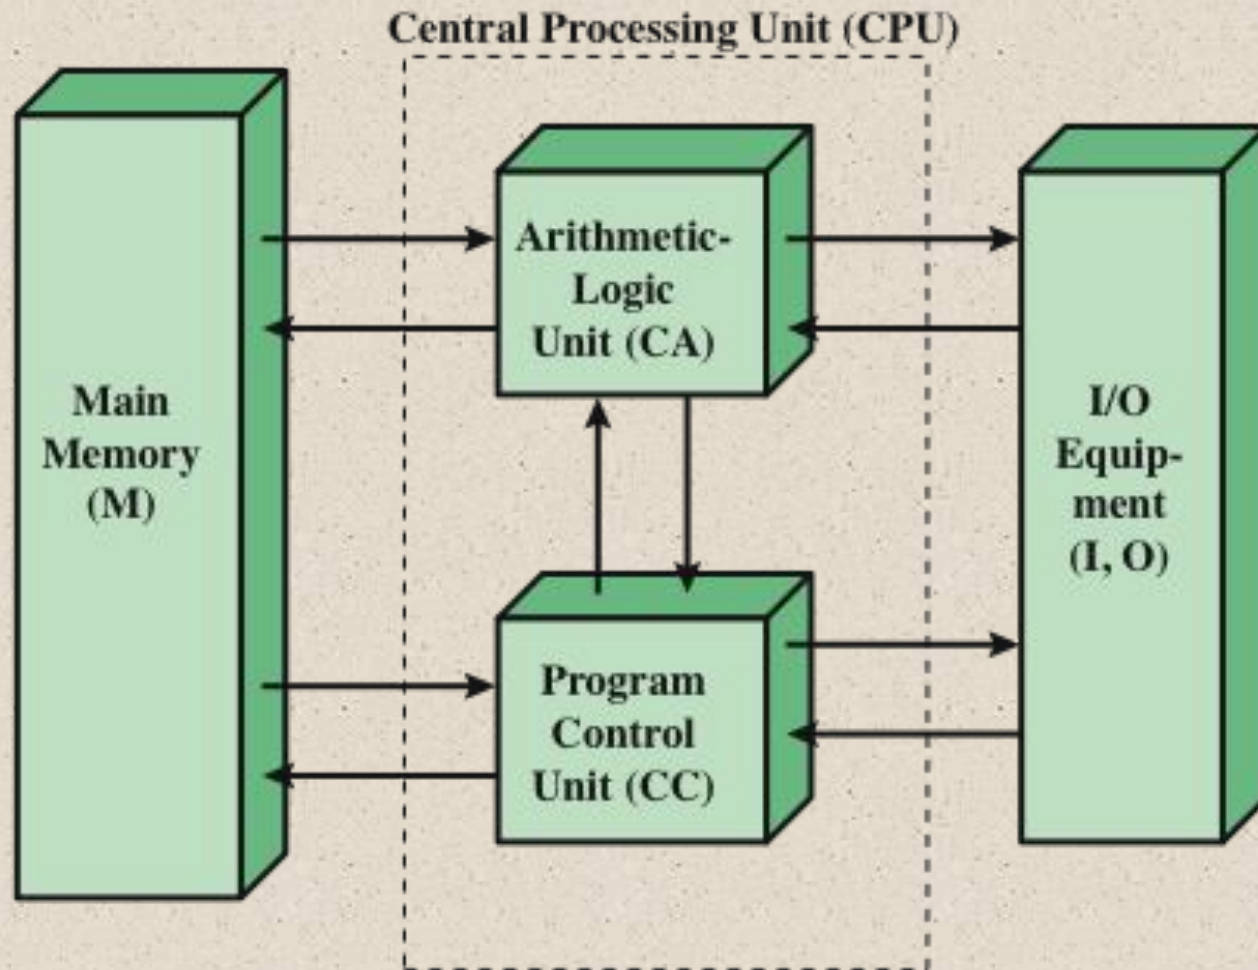 Central Processing Unit (CPU)
Main
Memory
(M)
Arithmetic-
Logic
Unit (CA)
Program
Control
Unit (CC)
I/O
Equip-
ment
(I, O)